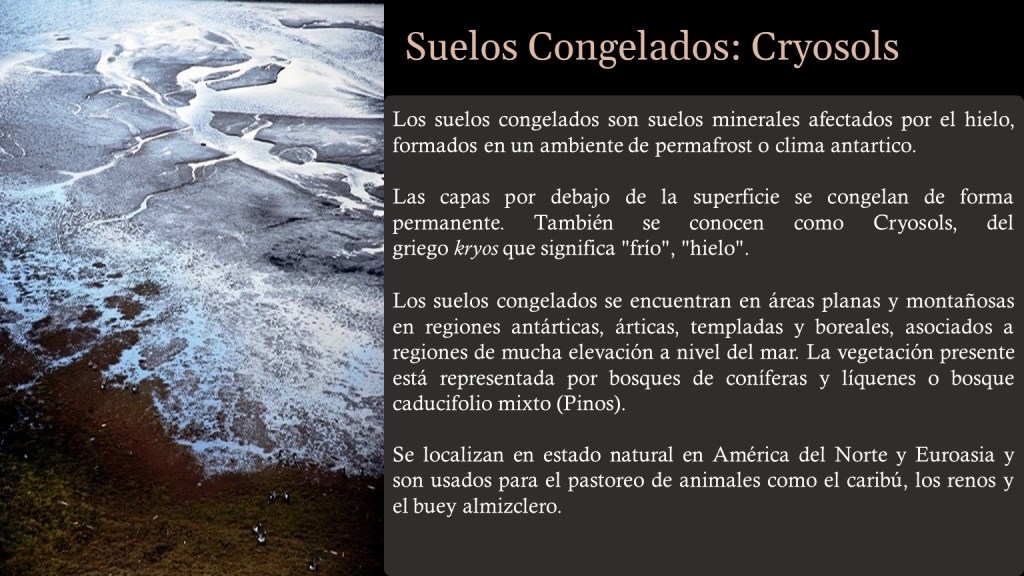 Suelos Congelados: Cryosols
Los suelos congelados son suelos minerales afectados por el hielo,
formados en un ambiente de permafrost o clima antartico.
Las capas por debajo de la superficie se congelan de forma
permanente. También se conocen como Cryosols, del
griego kryos que significa "frío", "hielo".
Los suelos congelados se encuentran en áreas planas y montañosas
en regiones antárticas, árticas, templadas y boreales, asociados a
regiones de mucha elevación a nivel del mar. La vegetación presente
está representada por bosques de coníferas y líquenes o bosque
caducifolio mixto (Pinos).
Se localizan en estado natural en América del Norte y Euroasia y
son usados para el pastoreo de animales como el caribú, los renos y
el buey almizclero.